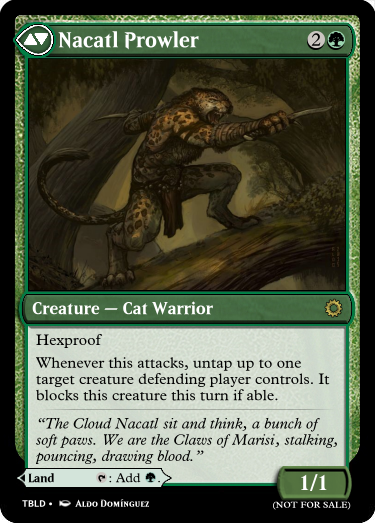 Nacatl Prowler 2
Creature — Cat Warrior
Hexproof
Whenever this attacks, untap up to one
target creature defending player controls. It
blocks this creature this turn if able.
“The Cloud Nacatl sit and think, a bunch of
soft paws. We are the Claws of Marisi, stalking,
pouncing, drawing blood.”
Land : Add .
1/1
TBLD • Aldo Domínguez
(NOT FOR SALE)